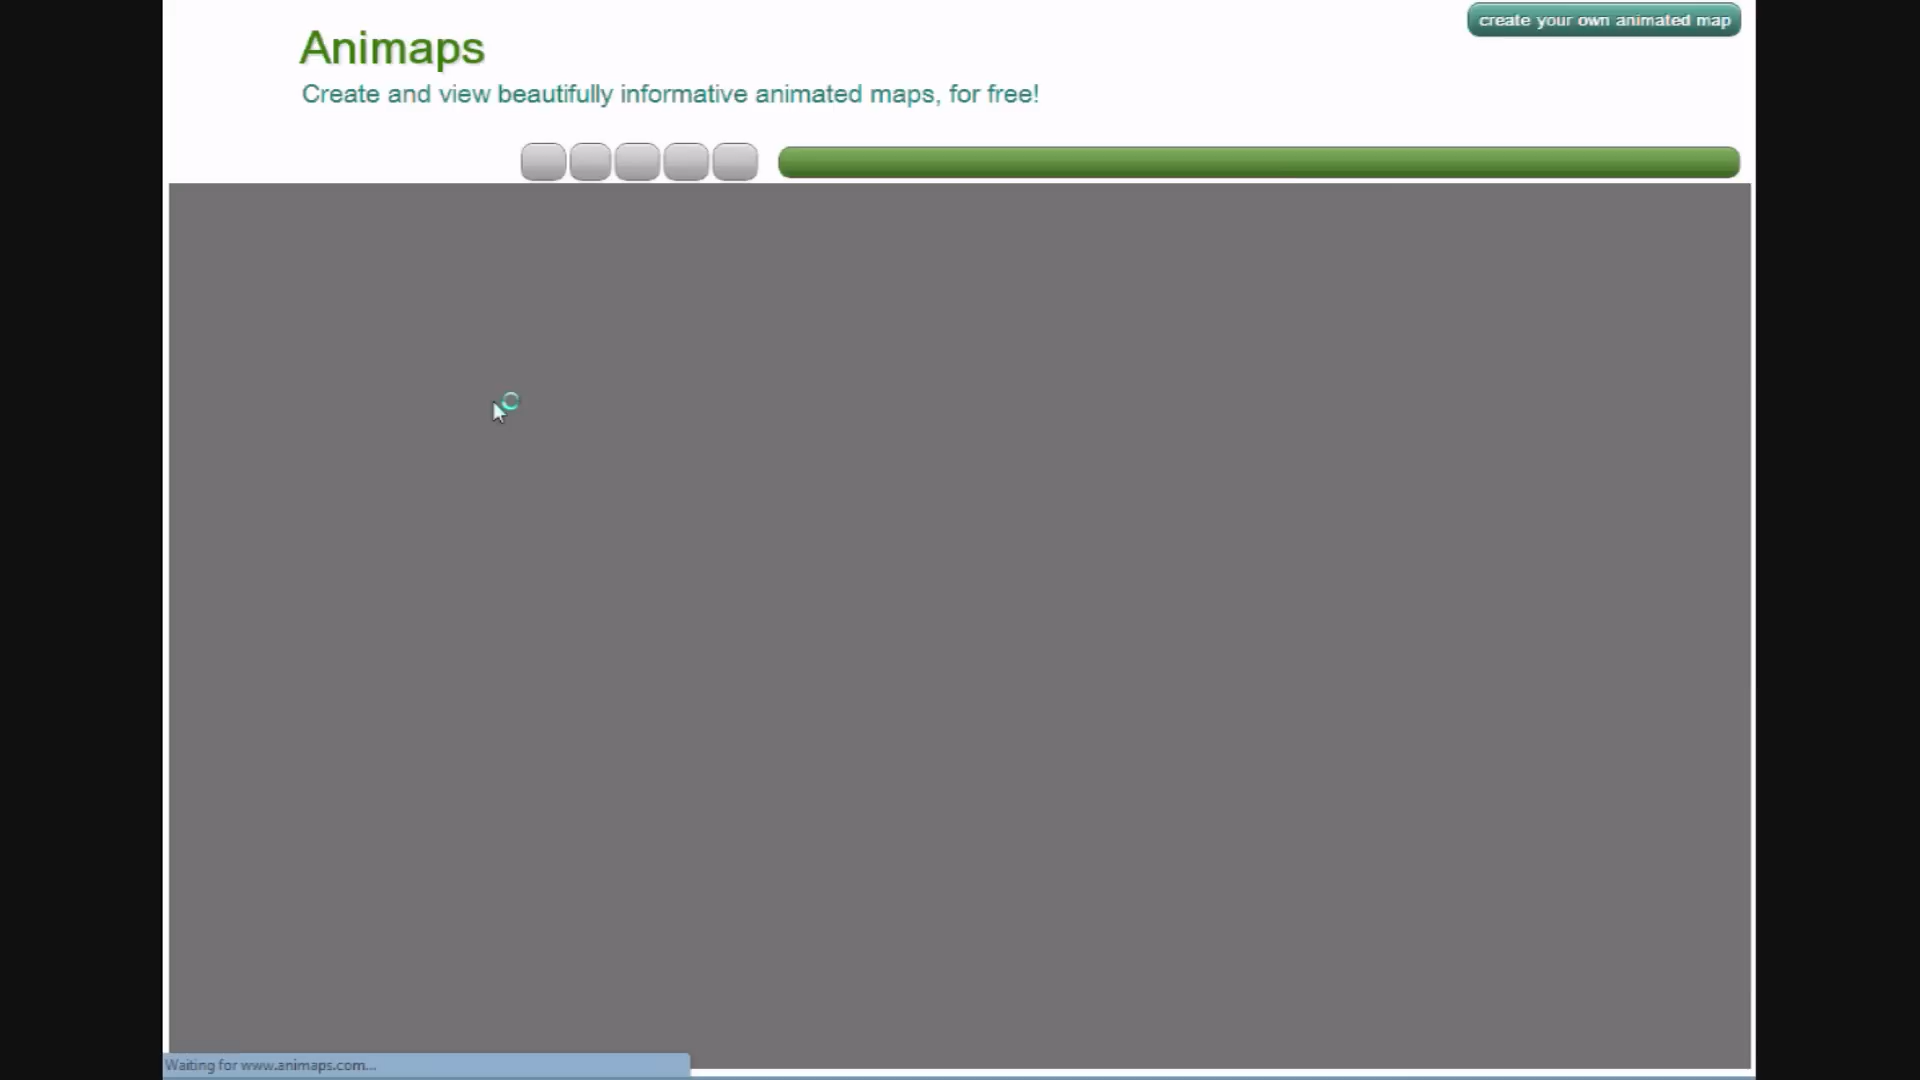 create your own animated map
Animaps
Create and view beautifully informative animated maps, for free!
Waiting for www.animaps.com...